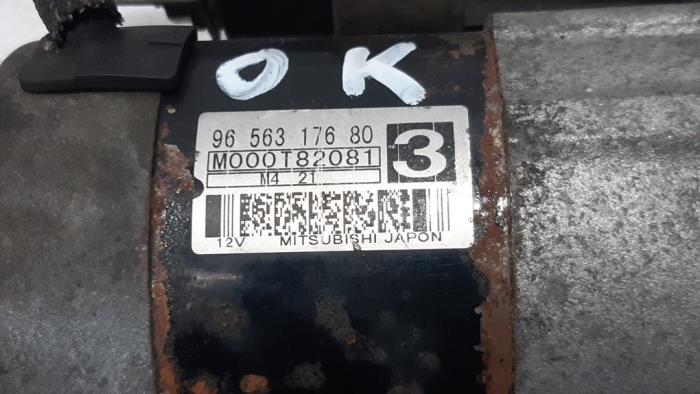 OK
96 563 176 80
M000T82081 3
M4 21
12V MITSUBISHI JAPON